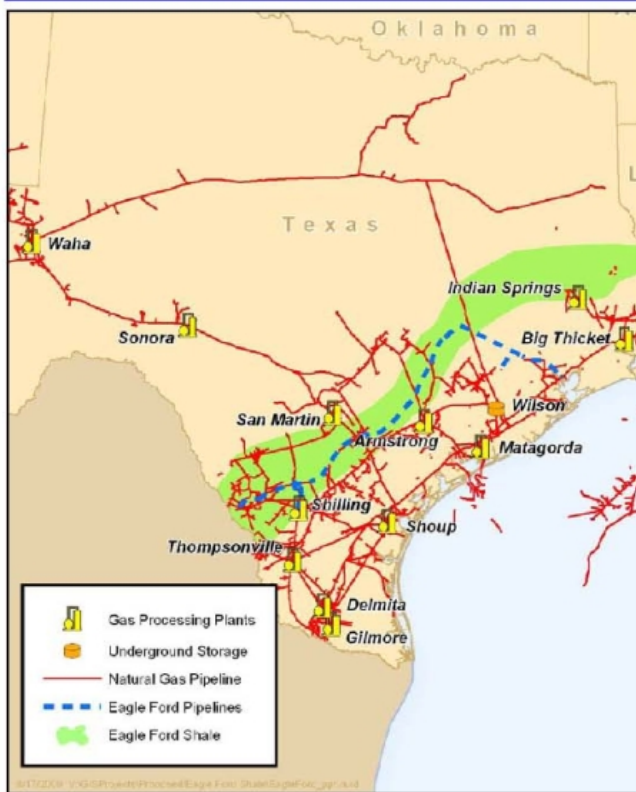 Oklahoma
Texas
L
Waha
Indian Springs
Sonora
Big Thicket
San Martin
Wilson
Armstrong
Matagorda
Shilling
Shoup
Thompsonville
Delmita
Gilmore
Gas Processing Plants
Underground Storage
Natural Gas Pipeline
Eagle Ford Pipelines
Eagle Ford Shale